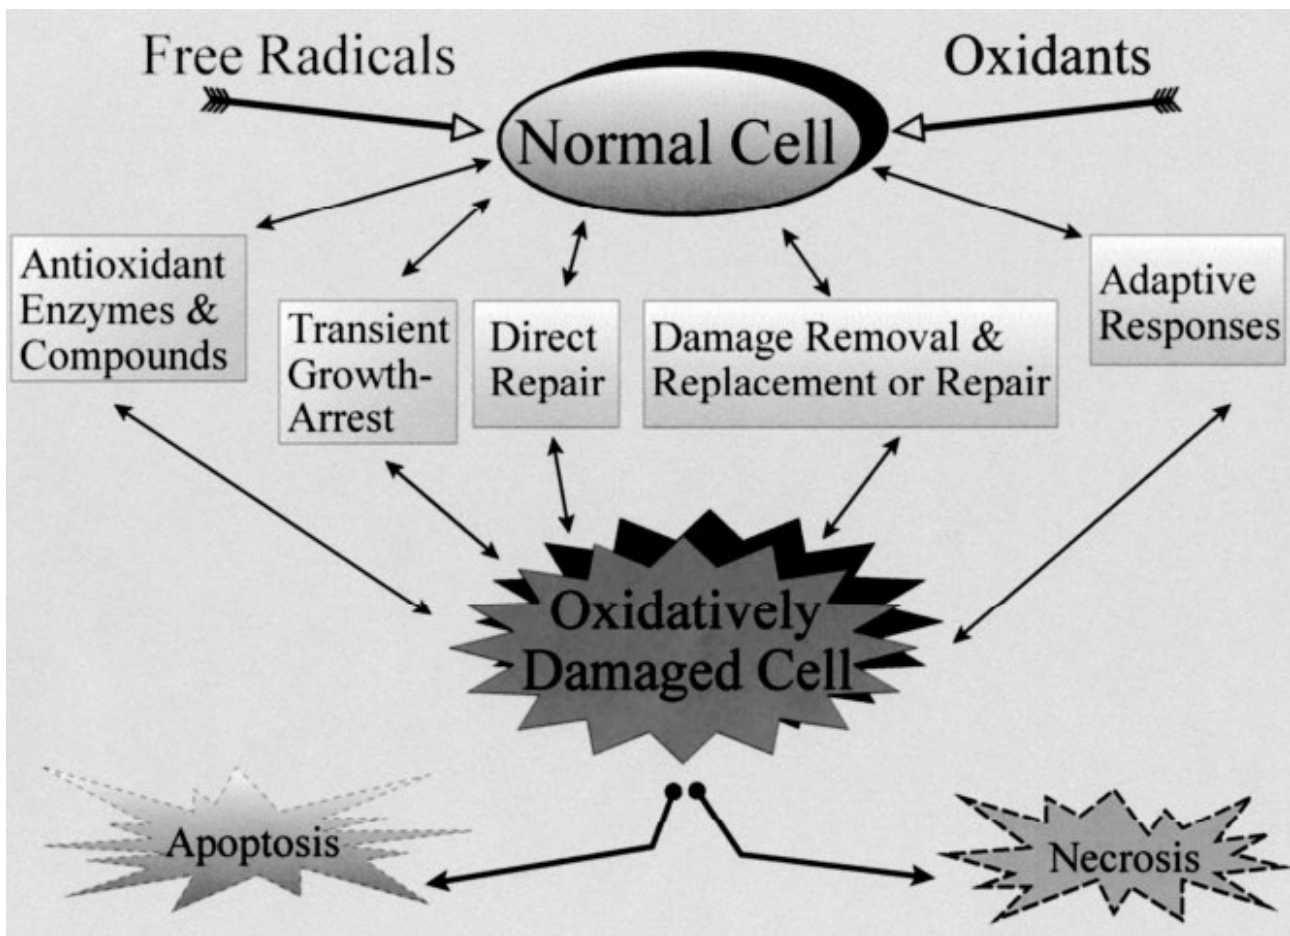 Free Radicals
Oxidants
Normal Cell
Antioxidant
Enzymes &
Compounds
Transient
Growth-
Arrest
Direct
Repair
Damage Removal &
Replacement or Repair
Adaptive
Responses
Oxidatively
Damaged Cell
Apoptosis
Necrosis